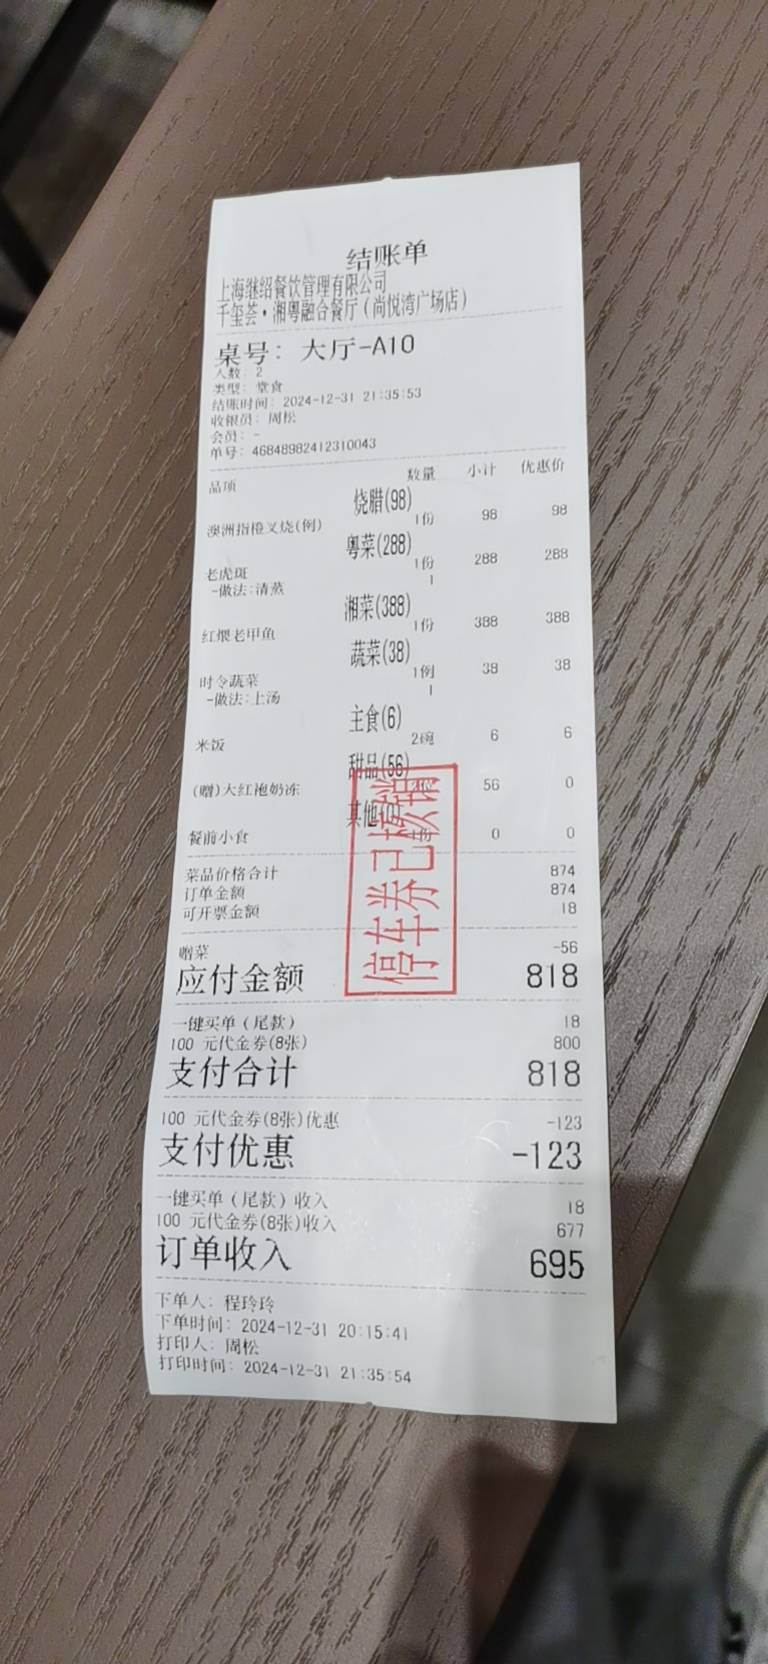 结账单
上海继绍餐饮管理有限公司
千玺荟·湘粤融合餐厅(尚悦湾广场店)
桌号: 大厅-A10
人数: 2
类型: 堂食
结账时间: 2024-12-31 21:35:53
收银员: 周松
会员: -
单号: 46848982412310043
品项 数量 小计 优惠价
烧腊(98)
澳洲指橙叉烧(例) 1份 98 98
粤菜(288)
老虎斑 1份 288 288
-做法:清蒸 1
湘菜(388)
红煨老甲鱼 1份 388 388
蔬菜(38)
时令蔬菜 1例 38 38
-做法:上汤 1
主食(6)
米饭 2碗 6 6
甜品(56)
(赠)大红袍奶冻 56 0
其他(0)
餐前小食 0 0
停车券已核销
菜品价格合计 874
订单金额 874
可开票金额 18
赠菜 -56
应付金额 818
一键买单(尾款) 18
100 元代金券(8张) 800
支付合计 818
100 元代金券(8张)优惠 -123
支付优惠 -123
一键买单(尾款)收入 18
100 元代金券(8张)收入 677
订单收入 695
下单人: 程玲玲
下单时间: 2024-12-31 20:15:41
打印人: 周松
打印时间: 2024-12-31 21:35:54